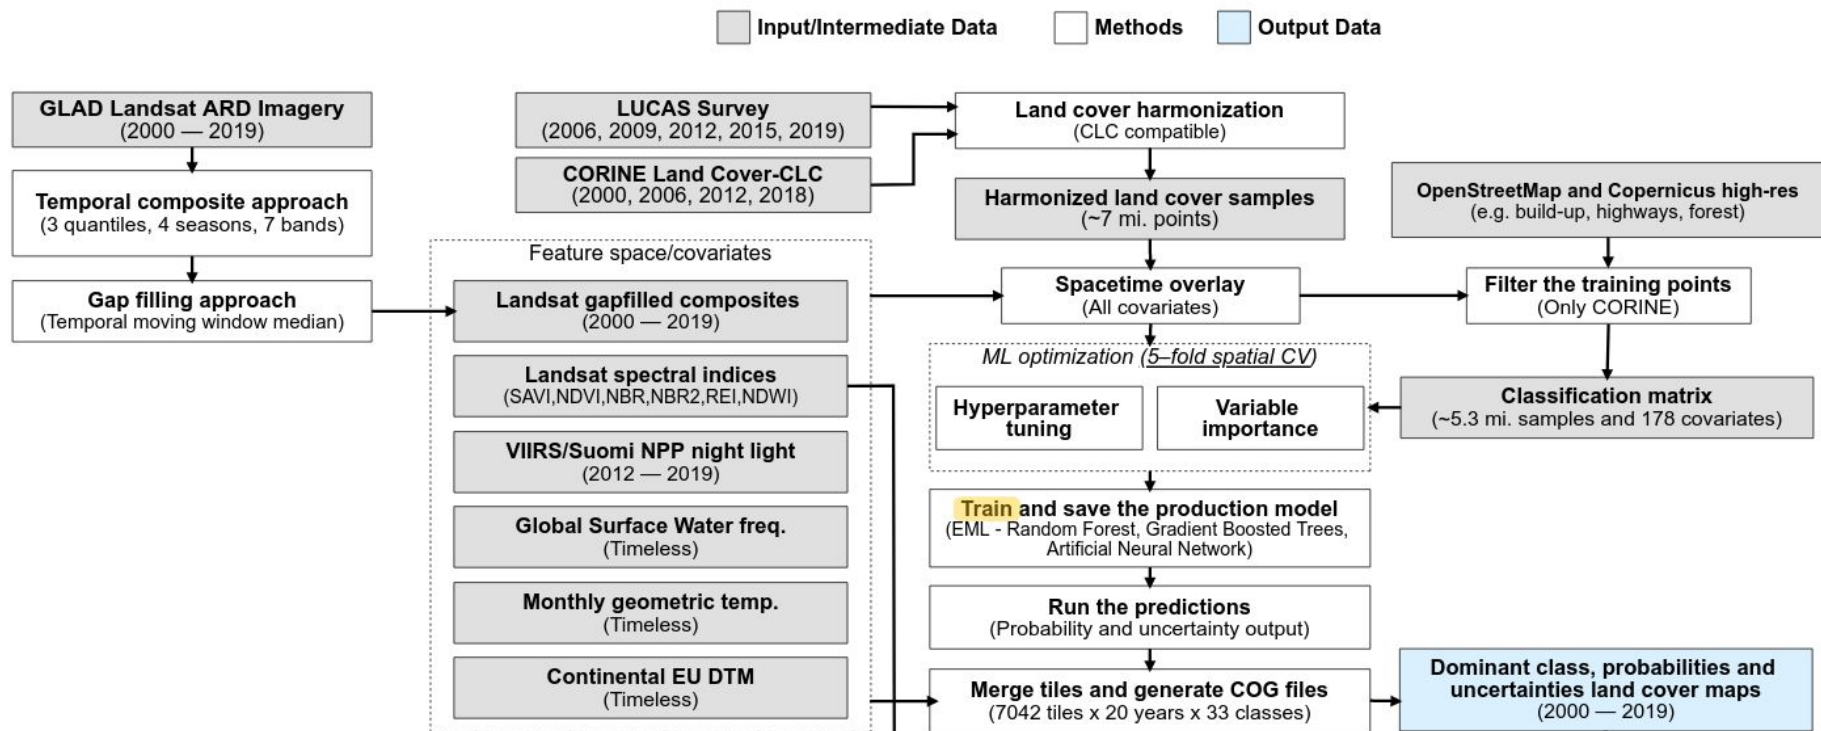 Input/Intermediate Data
Methods
Output Data
GLAD Landsat ARD Imagery
(2000 — 2019)
Temporal composite approach
(3 quantiles, 4 seasons, 7 bands)
Gap filling approach
(Temporal moving window median)
LUCAS Survey
(2006, 2009, 2012, 2015, 2019)
CORINE Land Cover-CLC
(2000, 2006, 2012, 2018)
Feature space/covariates
Landsat gapfilled composites
(2000 — 2019)
Landsat spectral indices
(SAVI,NDVI,NBR,NBR2,REI,NDWI)
VIIRS/Suomi NPP night light
(2012 — 2019)
Global Surface Water freq.
(Timeless)
Monthly geometric temp.
(Timeless)
Continental EU DTM
(Timeless)
Land cover harmonization
(CLC compatible)
Harmonized land cover samples
(~7 mi. points)
Spacetime overlay
(All covariates)
ML optimization (5–fold spatial CV)
Hyperparameter
tuning
Variable
importance
Train and save the production model
(EML - Random Forest, Gradient Boosted Trees,
Artificial Neural Network)
Run the predictions
(Probability and uncertainty output)
Merge tiles and generate COG files
(7042 tiles x 20 years x 33 classes)
OpenStreetMap and Copernicus high-res
(e.g. build-up, highways, forest)
Filter the training points
(Only CORINE)
Classification matrix
(~5.3 mi. samples and 178 covariates)
Dominant class, probabilities and
uncertainties land cover maps
(2000 — 2019)